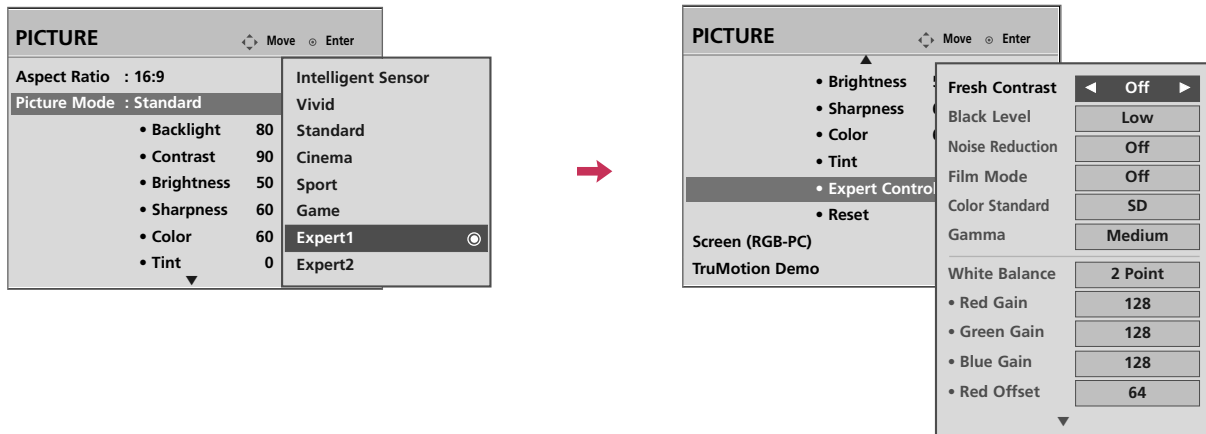 PICTURE
Move Enter
Aspect Ratio : 16:9
Picture Mode : Standard
• Backlight 80
• Contrast 90
• Brightness 50
• Sharpness 60
• Color 60
• Tint 0
Intelligent Sensor
Vivid
Standard
Cinema
Sport
Game
Expert1
Expert2
PICTURE
Move Enter
• Brightness
• Sharpness
• Color
• Tint
• Expert Control
• Reset
Screen (RGB-PC)
TruMotion Demo
Fresh Contrast Off
Black Level Low
Noise Reduction Off
Film Mode Off
Color Standard SD
Gamma Medium
White Balance 2 Point
• Red Gain 128
• Green Gain 128
• Blue Gain 128
• Red Offset 64